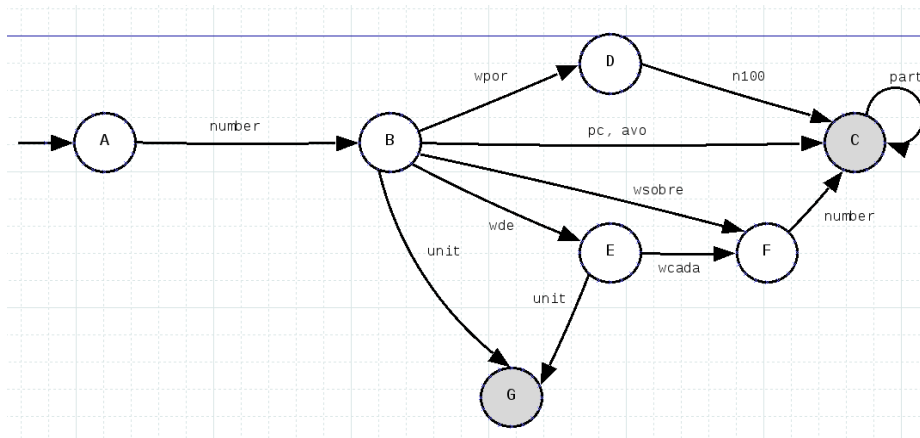 D
wpor
n100
part
number
pc, avo
A
B
C
wsobre
number
wde
unit
E
F
wcada
unit
G